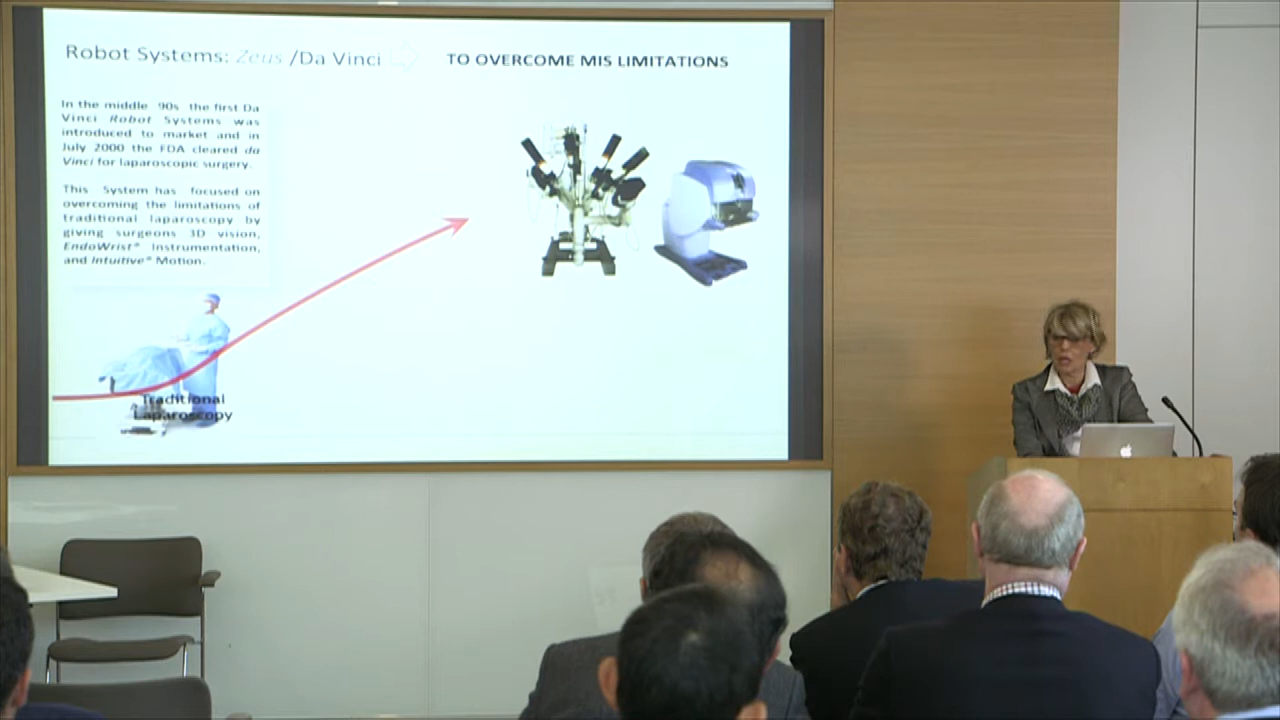 Robot Systems: Zeus /Da Vinci
TO OVERCOME MIS LIMITATIONS
In the middle 90s the first Da
Vinci Robot Systems was
introduced to market and in
July 2000 the FDA cleared da
Vinci for laparoscopic surgery.
This System has focused on
overcoming the limitations of
traditional laparoscopy by
giving surgeons 3D vision,
EndoWrist® Instrumentation,
and Intuitive® Motion.
Traditional
Laparoscopy